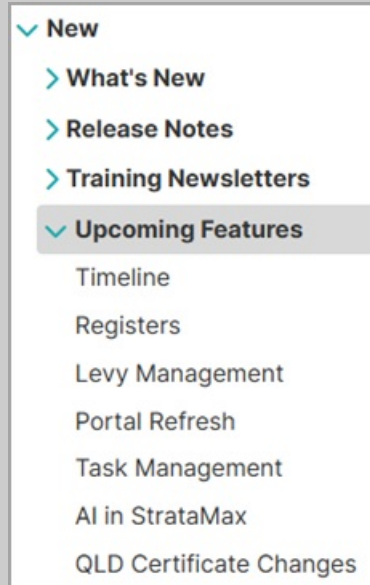 New
What's New
Release Notes
Training Newsletters
Upcoming Features
Timeline
Registers
Levy Management
Portal Refresh
Task Management
AI in StrataMax
QLD Certificate Changes